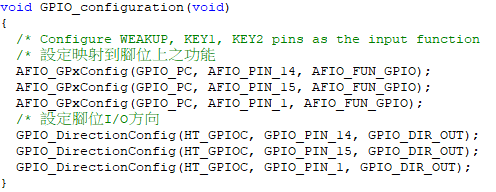 void GPIO_configuration(void)
{
/* Configure WEAKUP, KEY1, KEY2 pins as the input function
/* 設定映射到腳位上之功能
AFIO_GPxConfig(GPIO_PC, AFIO_PIN_14, AFIO_FUN_GPIO);
AFIO_GPxConfig(GPIO_PC, AFIO_PIN_15, AFIO_FUN_GPIO);
AFIO_GPxConfig(GPIO_PC, AFIO_PIN_1, AFIO_FUN_GPIO);
/* 設定腳位I/O方向
GPIO_DirectionConfig(HT_GPIOC, GPIO_PIN_14, GPIO_DIR_OUT);
GPIO_DirectionConfig(HT_GPIOC, GPIO_PIN_15, GPIO_DIR_OUT);
GPIO_DirectionConfig(HT_GPIOC, GPIO_PIN_1, GPIO_DIR_OUT);
}